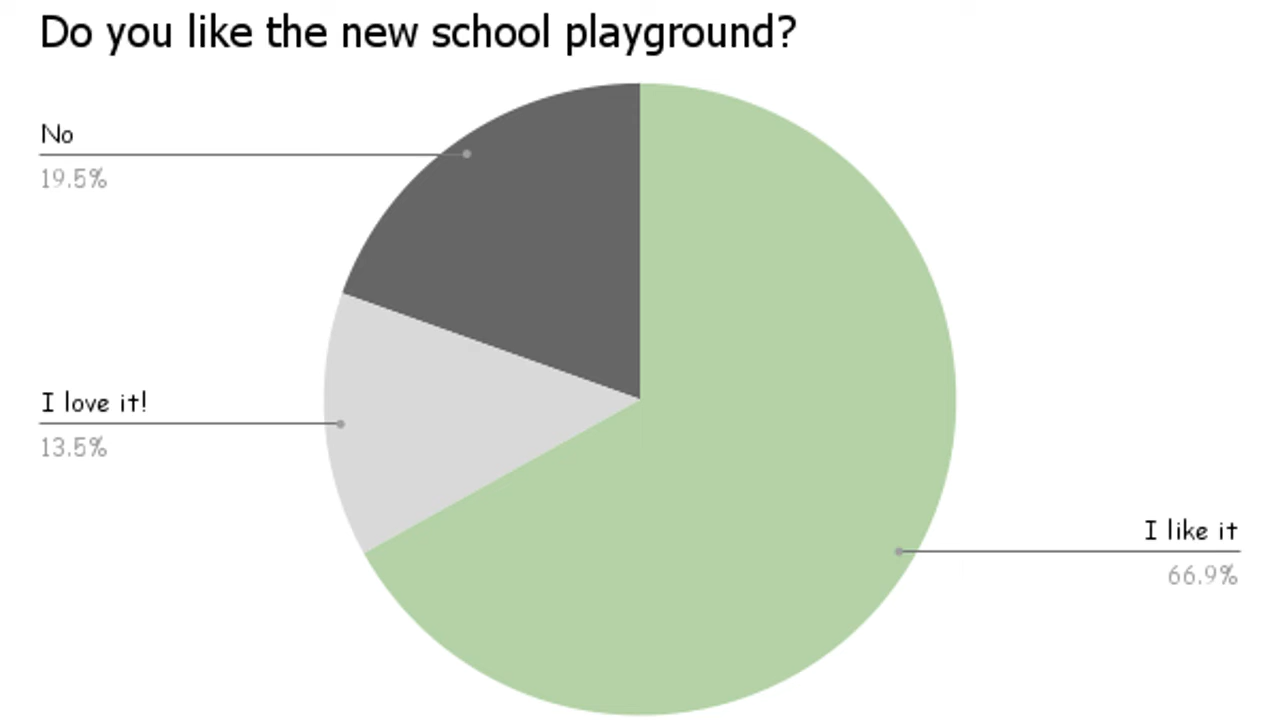 Do you like the new school playground?
No
19.5%
I love it!
13.5%
I like it
66.9%